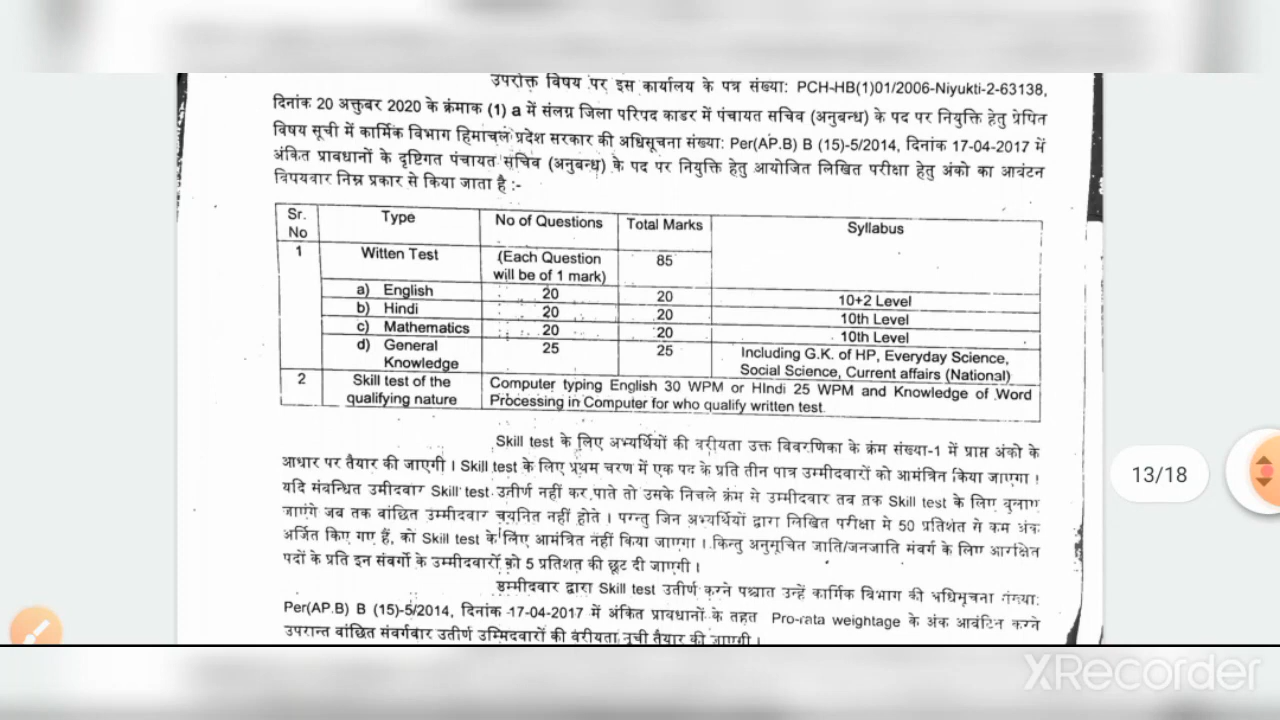 उपरोक्त विषय पर इस कार्यालय के पत्र संख्या: PCH-HB(1)01/2006-Niyukti-2-63138,
दिनांक 20 अक्तुबर 2020 के क्रंमाक (1) a में संलग्न जिला परिषद काडर में पंचायत सचिव (अनुबन्ध) के पद पर नियुक्ति हेतु प्रेषित
विषय सूची में कार्मिक विभाग हिमांचल प्रदेश सरकार की अधिसूचना संख्या: Per(AP.B) B (15)-5/2014, दिनांक 17-04-2017 में
अंकित प्रावधानों के दृष्टिगत पंचायत सचिव (अनुबन्ध) के पद पर नियुक्ति हेतु आयोजित लिखित परीक्षा हेतु अंको का आवंटन
विषयवार निम्न प्रकार से किया जाता है :-
Sr. No Type No of Questions Total Marks Syllabus
1 Witten Test (Each Question will be of 1 mark) 85
a) English 20 20 10+2 Level
b) Hindi 20 20 10th Level
c) Mathematics 20 20 10th Level
d) General Knowledge 25 25 Including G.K. of HP, Everyday Science, Social Science, Current affairs (National)
2 Skill test of the qualifying nature Computer typing English 30 WPM or HIndi 25 WPM and Knowledge of Word Processing in Computer for who qualify written test.
Skill test के लिए अभ्यर्थियों की वरीयता उक्त विवरणिका के क्रम संख्या-1 में प्राप्त अंको के
आधार पर तैयार की जाएगी । Skill test के लिए प्रथम चरण में एक पद के प्रति तीन पात्र उम्मीदवारों को आमंत्रित किया जाएगा ।
यदि संबन्धित उमीदवार Skill test उतीर्ण नहीं कर पाते तो उसके निचले क्रम से उम्मीदवार तब तक Skill test के लिए बुलाए
जाएंगे जब तक वांछित उम्मीदवार चयनित नहीं होते । परन्तु जिन अभ्यर्थियों द्वारा लिखित परीक्षा मे 50 प्रतिशत से कम अंक
अर्जित किए गए हैं, को Skill test के लिए आमंत्रित नहीं किया जाएगा । किन्तु अनुसूचित जाति/जनजाति संवर्ग के लिए आरक्षित
पदों के प्रति इन संवर्गो के उम्मीदवारों को 5 प्रतिशत की छूट दी जाएगी ।
उम्मीदवार द्वारा Skill test उतीर्ण करने पश्चात उन्हें कार्मिक विभाग की अधिसूचना संख्या:
Per(AP.B) B (15)-5/2014, दिनांक 17-04-2017 में अंकित प्रावधानों के तहत Pro-rata weightage के अंक आवंटित करने
उपरान्त वांछित संवर्गवार उतीर्ण उम्मिदवारों की वरीयता सूची तैयार की जाएगी ।
13/18
XRecorder